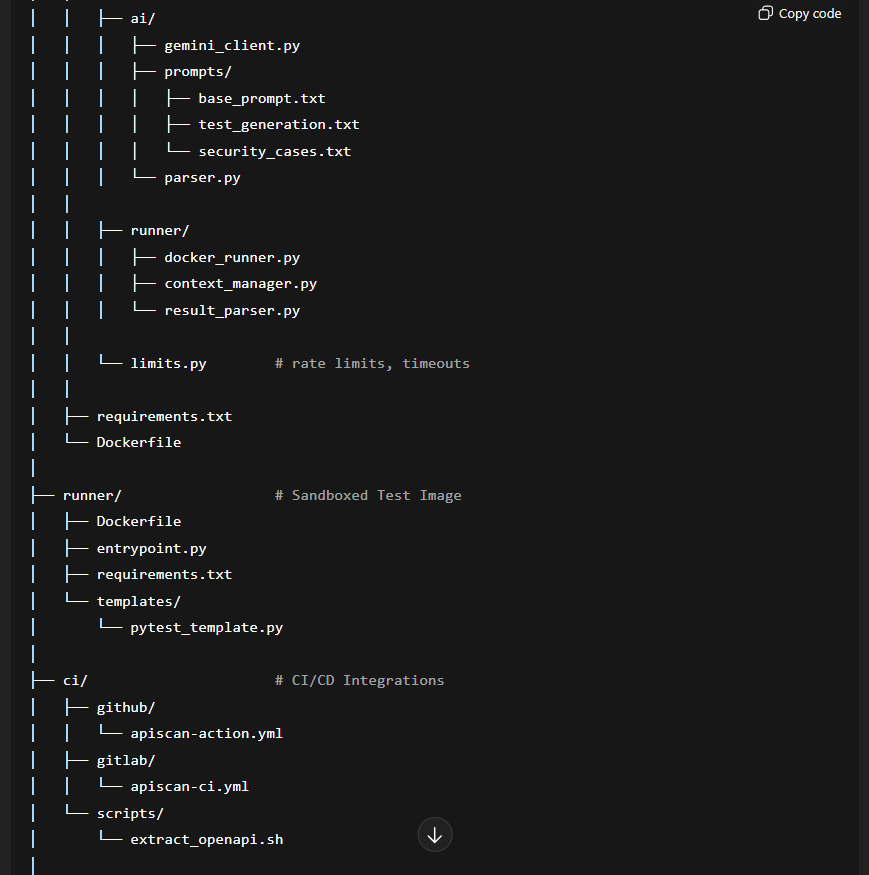 Copy code
│   │   ├── ai/
│   │   │   ├── gemini_client.py
│   │   │   ├── prompts/
│   │   │   │   ├── base_prompt.txt
│   │   │   │   ├── test_generation.txt
│   │   │   │   └── security_cases.txt
│   │   │   └── parser.py
│   │
│   │   ├── runner/
│   │   │   ├── docker_runner.py
│   │   │   ├── context_manager.py
│   │   │   └── result_parser.py
│   │
│   │   └── limits.py        # rate limits, timeouts
│   │
│   ├── requirements.txt
│   └── Dockerfile
│
├── runner/                  # Sandboxed Test Image
│   ├── Dockerfile
│   ├── entrypoint.py
│   ├── requirements.txt
│   └── templates/
│       └── pytest_template.py
│
├── ci/                      # CI/CD Integrations
│   ├── github/
│   │   └── apiscan-action.yml
│   ├── gitlab/
│   │   └── apiscan-ci.yml
│   └── scripts/
│       └── extract_openapi.sh
│